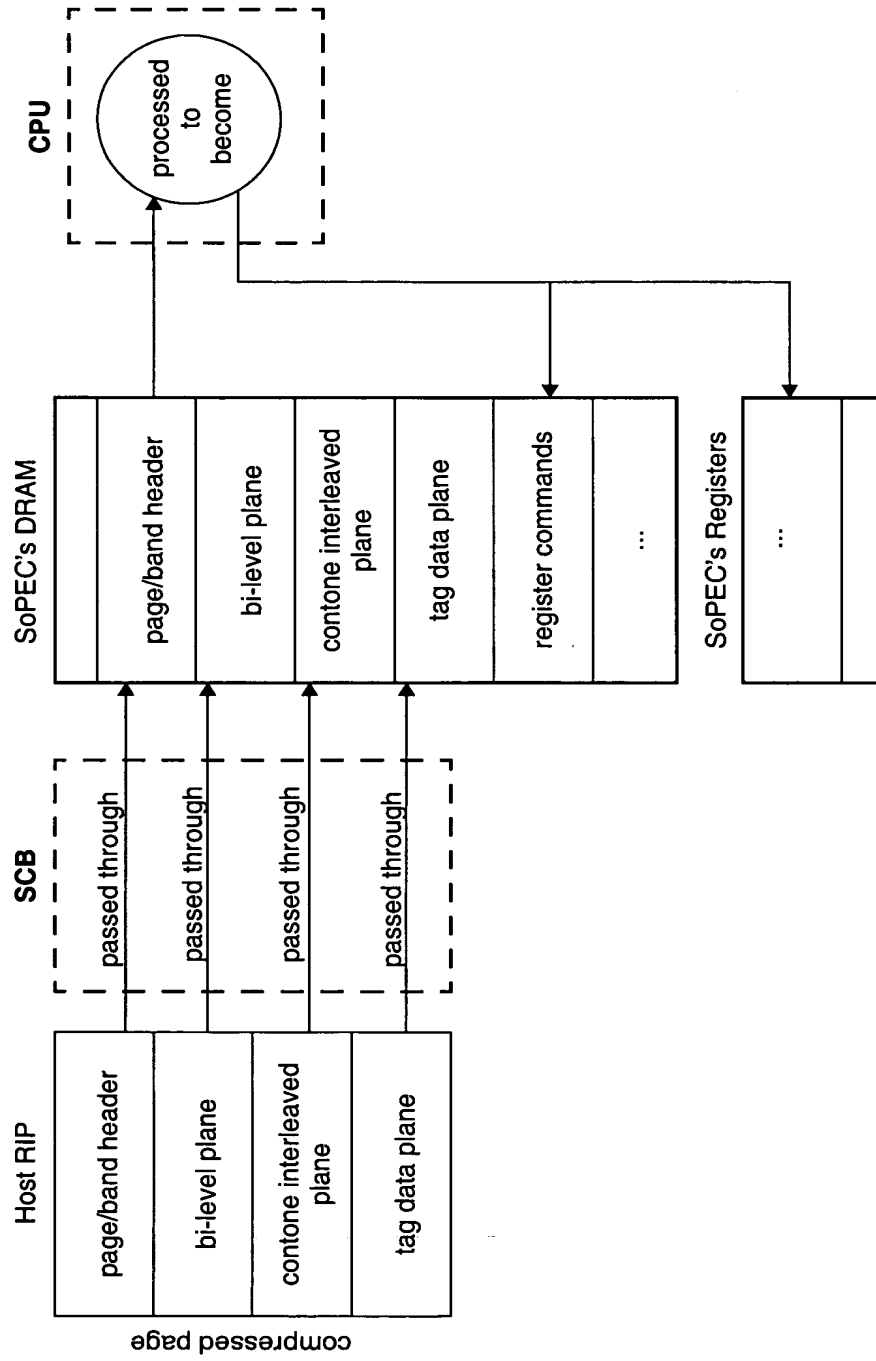 Host RIP
compressed page
page/band header
bi-level plane
contone interleaved
plane
tag data plane
SCB
passed through
passed through
passed through
passed through
SoPEC's DRAM
page/band header
bi-level plane
contone interleaved
plane
tag data plane
register commands
...
CPU
processed
to
become
SoPEC's Registers
...